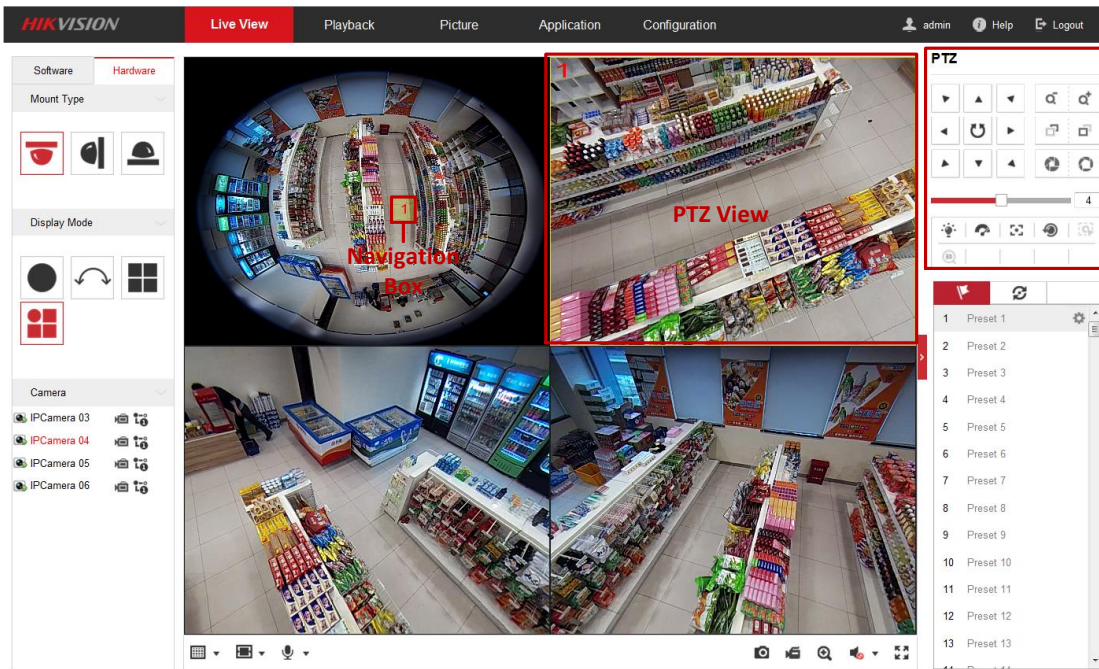 HIKVISION
Live View
Playback
Picture
Application
Configuration
admin
Help
Logout
Software
Hardware
Mount Type
Display Mode
Camera
IPCamera 03
IPCamera 04
IPCamera 05
IPCamera 06
1
1
Navigation
Box
PTZ View
PTZ
4
1 Preset 1
2 Preset 2
3 Preset 3
4 Preset 4
5 Preset 5
6 Preset 6
7 Preset 7
8 Preset 8
9 Preset 9
10 Preset 10
11 Preset 11
12 Preset 12
13 Preset 13